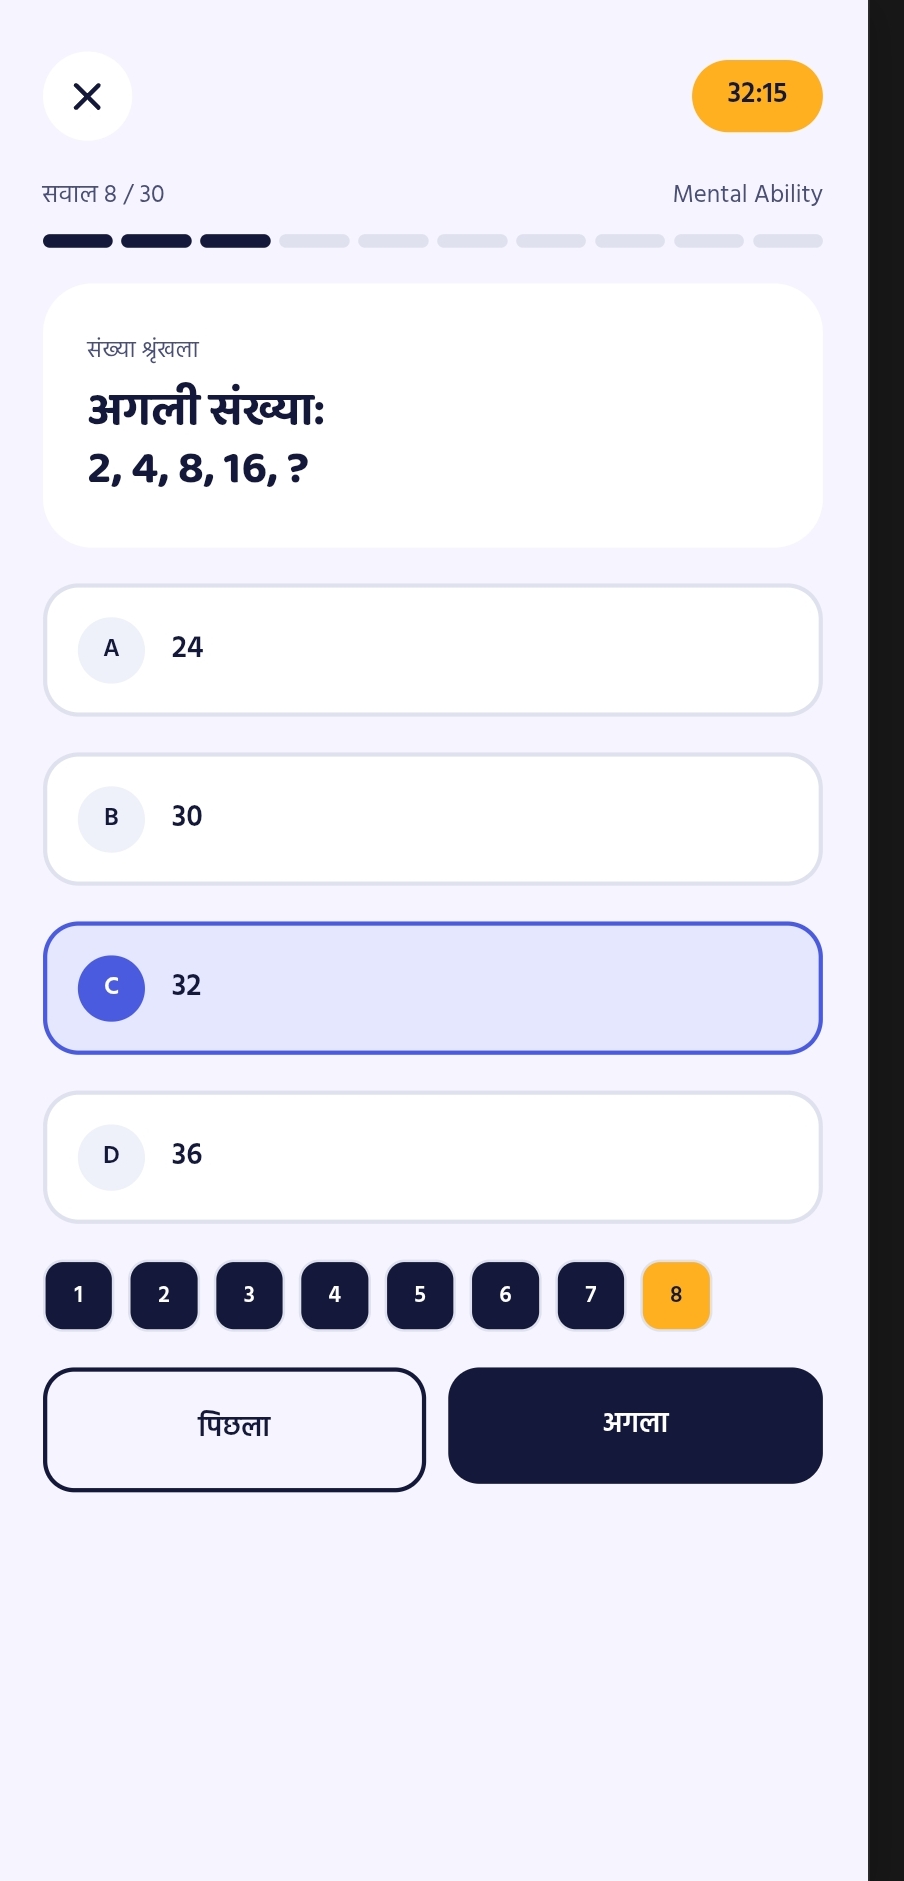 32:15
सवाल 8 / 30
Mental Ability
संख्या श्रृंखला
अगली संख्या:
2, 4, 8, 16, ?
A 24
B 30
C 32
D 36
1 2 3 4 5 6 7 8
पिछला
अगला